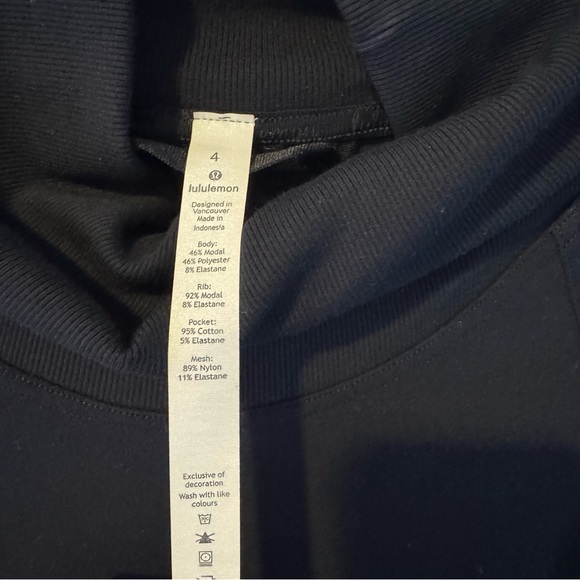 4
lululemon
Designed in
Vancouver
Made in
Indonesia
Body:
46% Modal
46% Polyester
8% Elastane
Rib:
92% Modal
8% Elastane
Pocket:
95% Cotton
5% Elastane
Mesh:
89% Nylon
11% Elastane
Exclusive of
decoration
Wash with like
colours